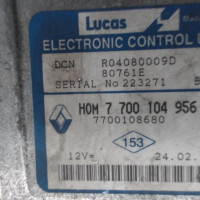 Lucas
ELECTRONIC CONTROL
DCN R04080009D
80761E
SERIAL No 223271
HOM 7 700 104 956
7700108680
153
12V= 24.02.